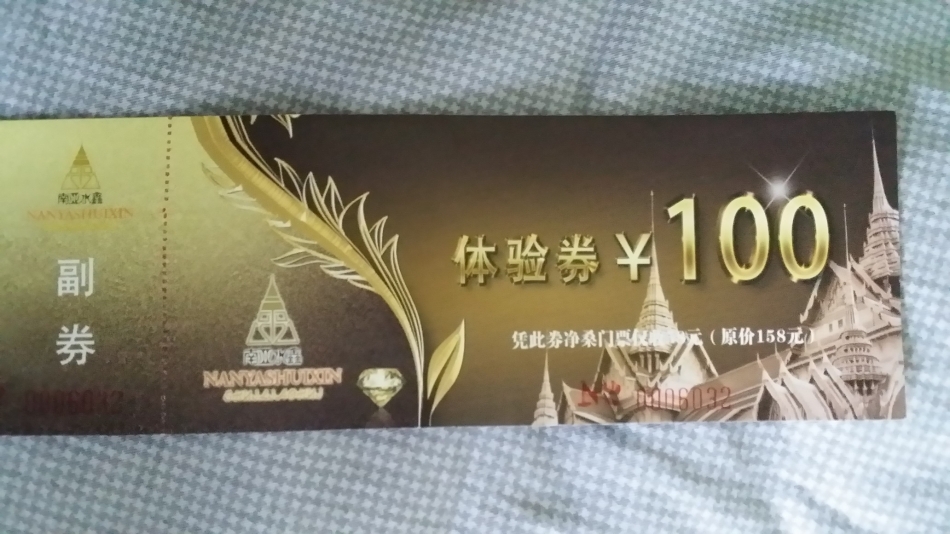 南亚水鑫
NANYASHUIXIN
副
券
0006032
南亚水鑫
NANYASHUIXIN
体验券￥100
凭此券净桑门票仅 元（原价158元）
0006032